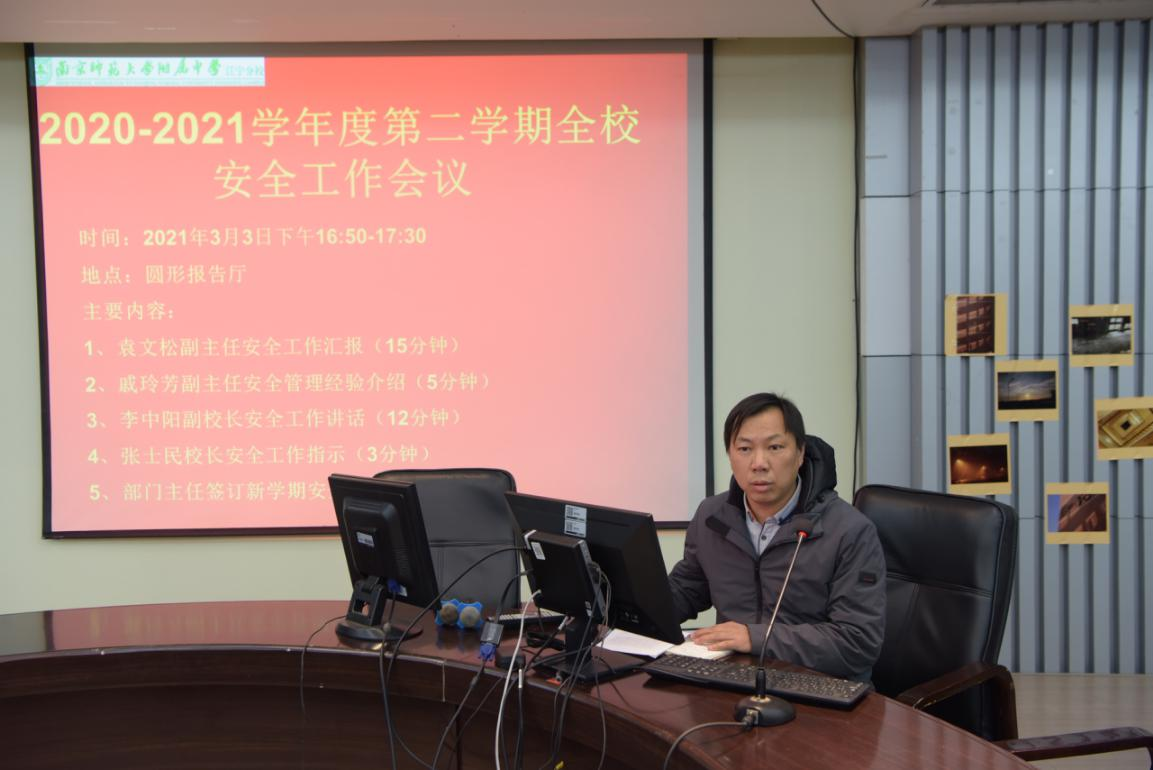 南京师范大学附属中学 江宁分校
2020-2021学年度第二学期全校
安全工作会议
时间：2021年3月3日下午16:50-17:30
地点：圆形报告厅
主要内容：
1、袁文松副主任安全工作汇报（15分钟）
2、戚玲芳副主任安全管理经验介绍（5分钟）
3、李中阳副校长安全工作讲话（12分钟）
4、张士民校长安全工作指示（3分钟）
5、部门主任签订新学期安